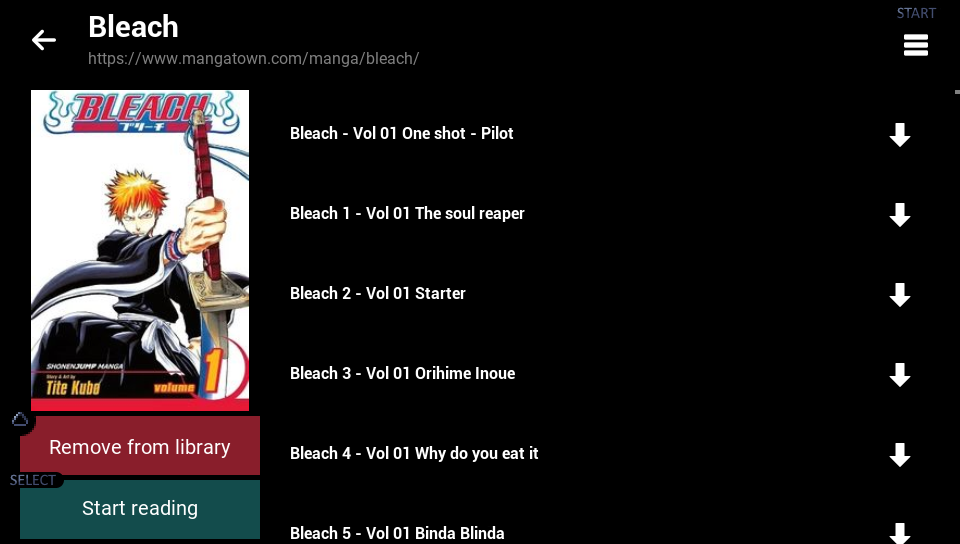 START
Bleach
https://www.mangatown.com/manga/bleach/
BLEACH
ブリーチ
SHONEN JUMP MANGA
Story & Art by
Tite Kubo
volume 1
Remove from library
SELECT
Start reading
Bleach - Vol 01 One shot - Pilot
Bleach 1 - Vol 01 The soul reaper
Bleach 2 - Vol 01 Starter
Bleach 3 - Vol 01 Orihime Inoue
Bleach 4 - Vol 01 Why do you eat it
Bleach 5 - Vol 01 Binda Blinda